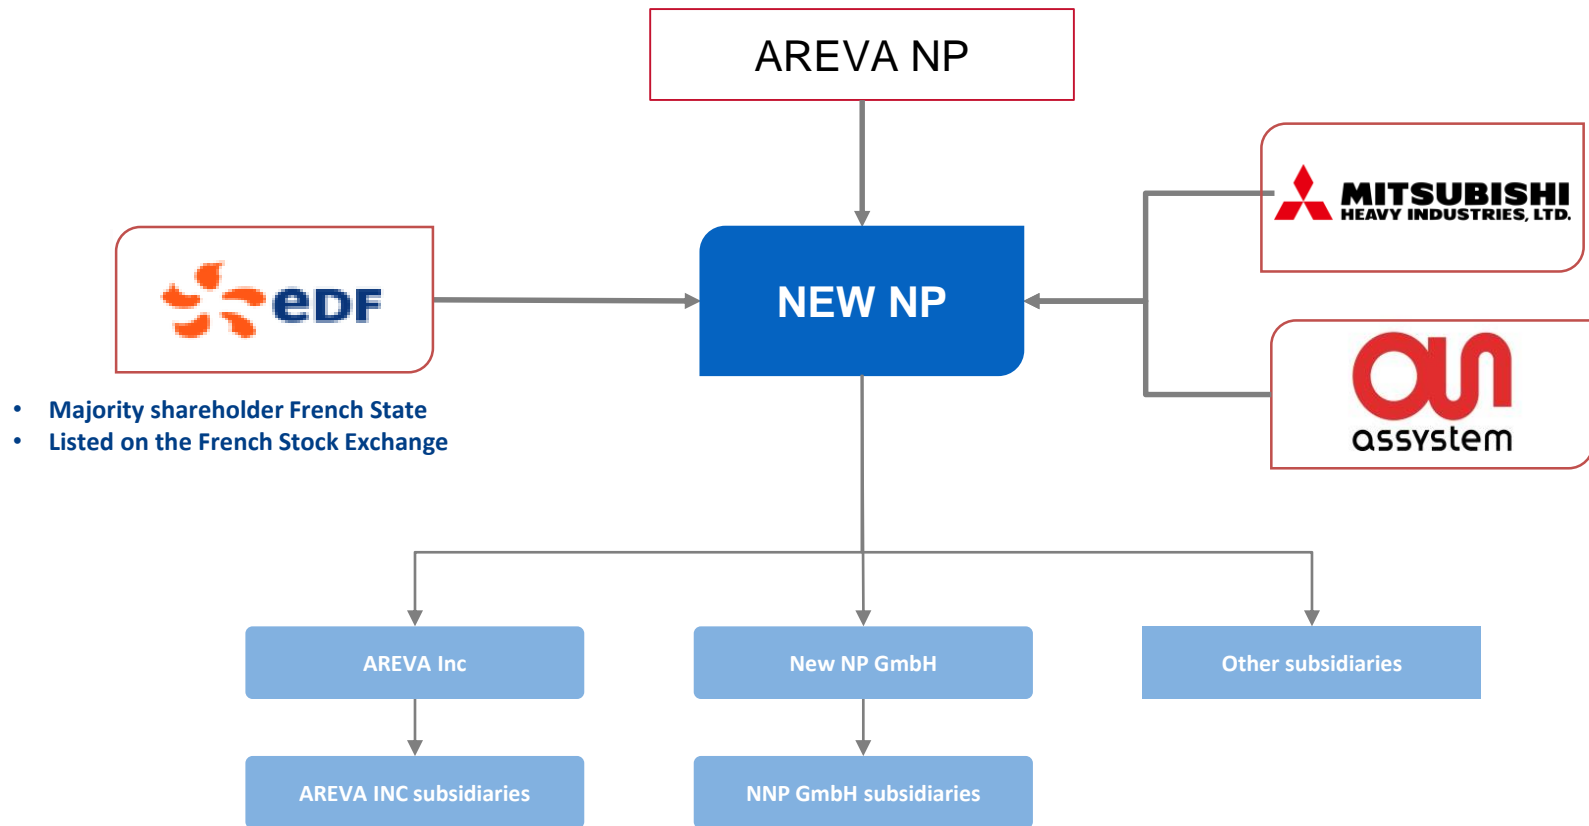 AREVA NP
MITSUBISHI
HEAVY INDUSTRIES, LTD.
eDF
NEW NP
assystem
• Majority shareholder French State
• Listed on the French Stock Exchange
AREVA Inc
New NP GmbH
Other subsidiaries
AREVA INC subsidiaries
NNP GmbH subsidiaries